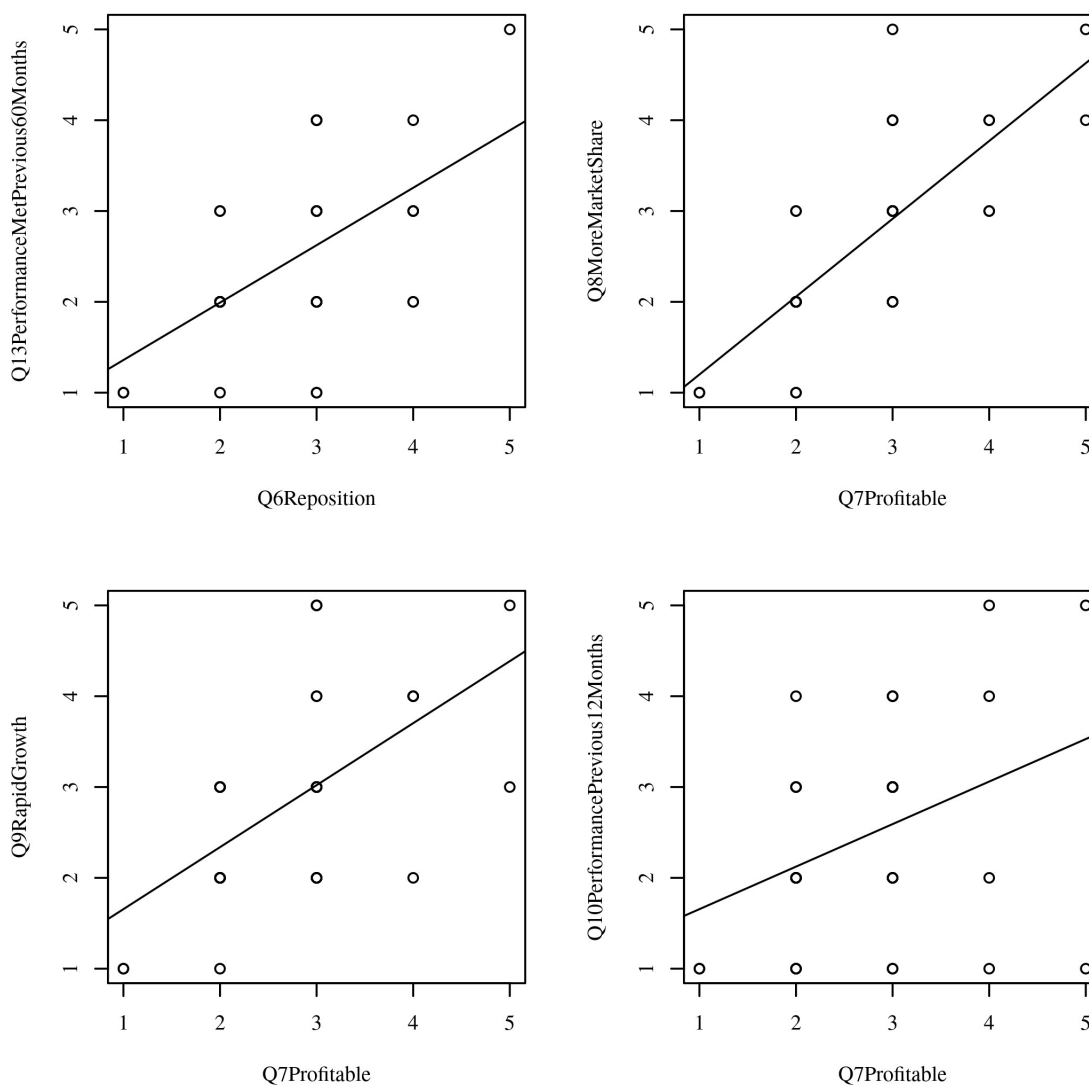 Q13PerformanceMetPrevious60Months
5
4
3
2
1
1 2 3 4 5
Q6Reposition
Q8MoreMarketShare
5
4
3
2
1
1 2 3 4 5
Q7Profitable
Q9RapidGrowth
5
4
3
2
1
1 2 3 4 5
Q7Profitable
Q10PerformancePrevious12Months
5
4
3
2
1
1 2 3 4 5
Q7Profitable